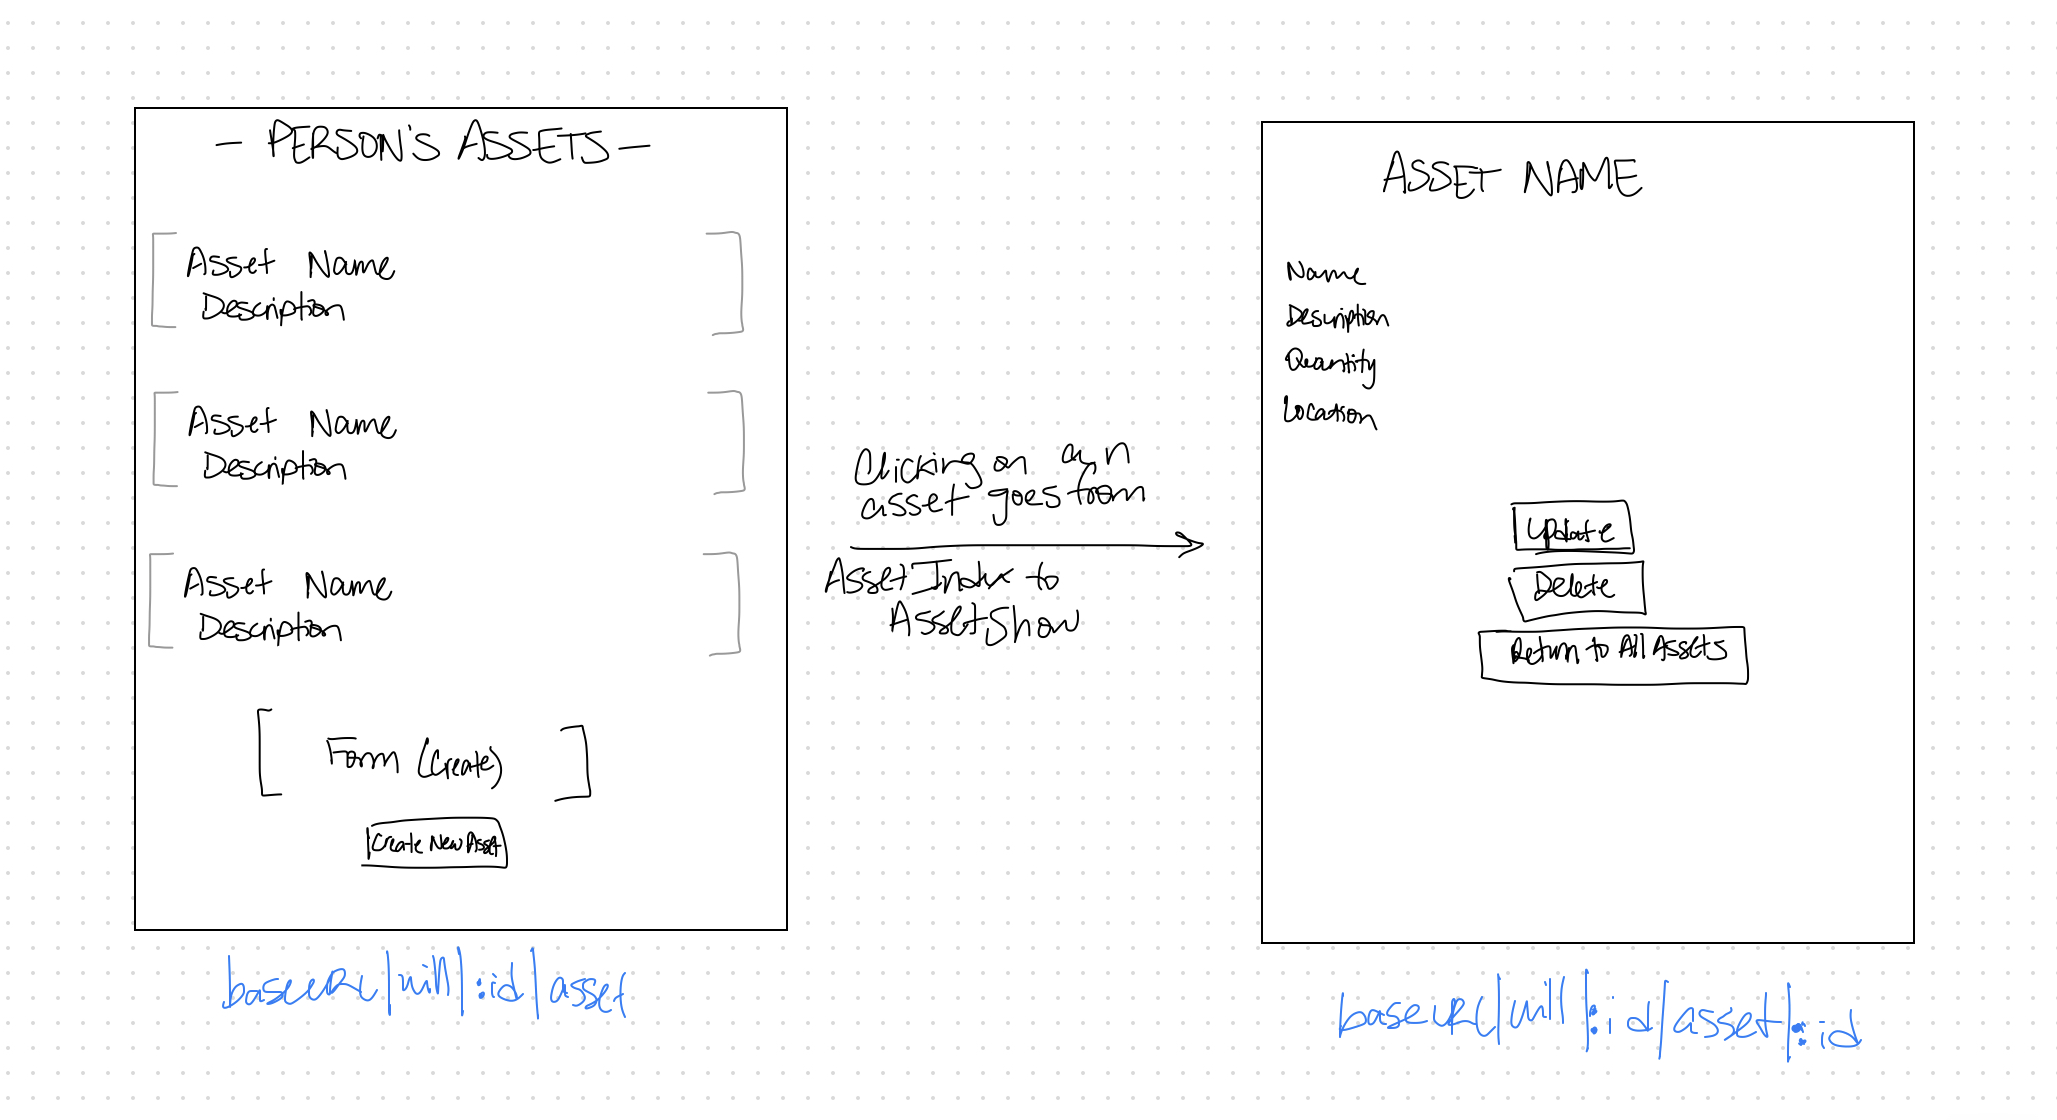 - PERSON'S ASSETS -
Asset Name
Description
Asset Name
Description
Asset Name
Description
Form (Create)
Create New Asset
baseURL/will/:id/asset
Clicking on an
asset goes from
AssetIndex to
AssetShow
ASSET NAME
Name
Description
Quantity
Location
Update
Delete
Return to All Assets
baseURL/will/:id/asset/:id